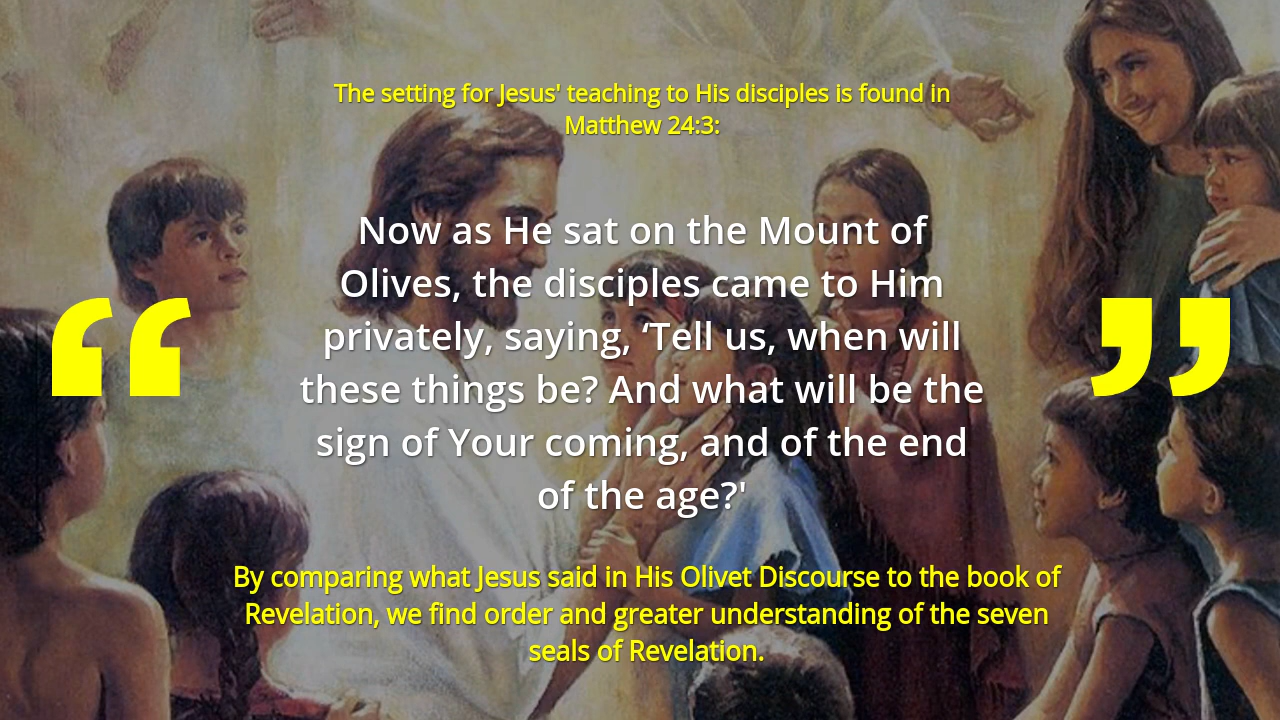 The setting for Jesus' teaching to His disciples is found in
Matthew 24:3:
“
Now as He sat on the Mount of
Olives, the disciples came to Him
privately, saying, ‘Tell us, when will
these things be? And what will be the
sign of Your coming, and of the end
of the age?'
”
By comparing what Jesus said in His Olivet Discourse to the book of
Revelation, we find order and greater understanding of the seven
seals of Revelation.